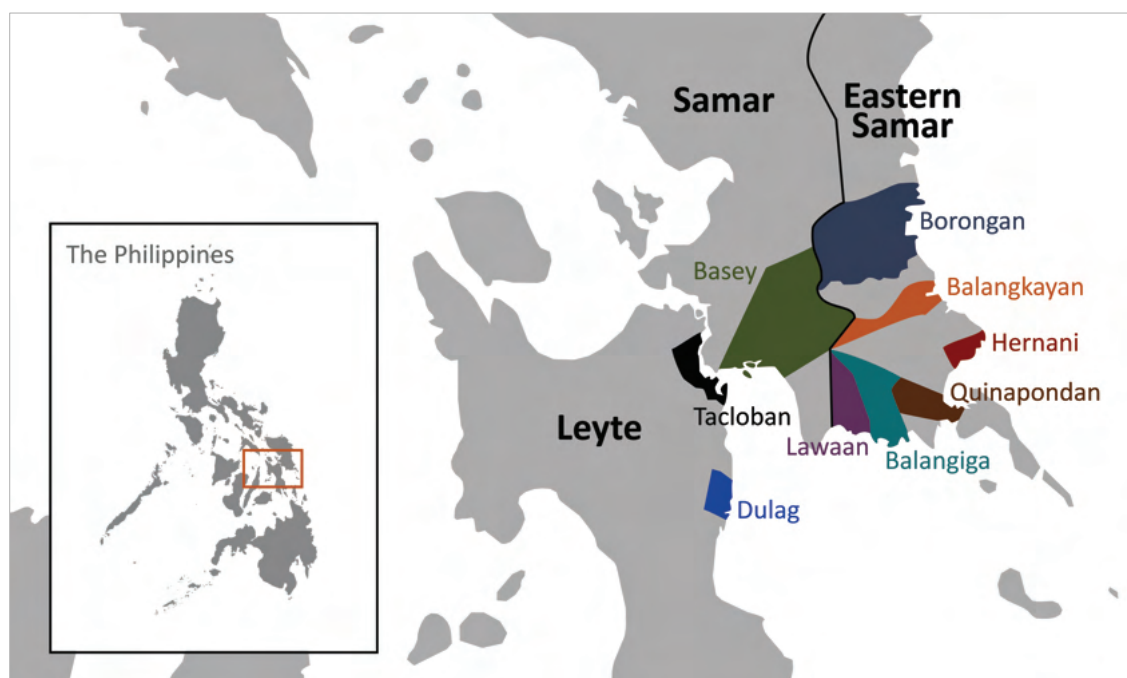 Samar
Eastern
Samar
Borongan
The Philippines
Basey
Balangkayan
Hernani
Quinapondan
Tacloban
Leyte
Lawaan
Balangiga
Dulag